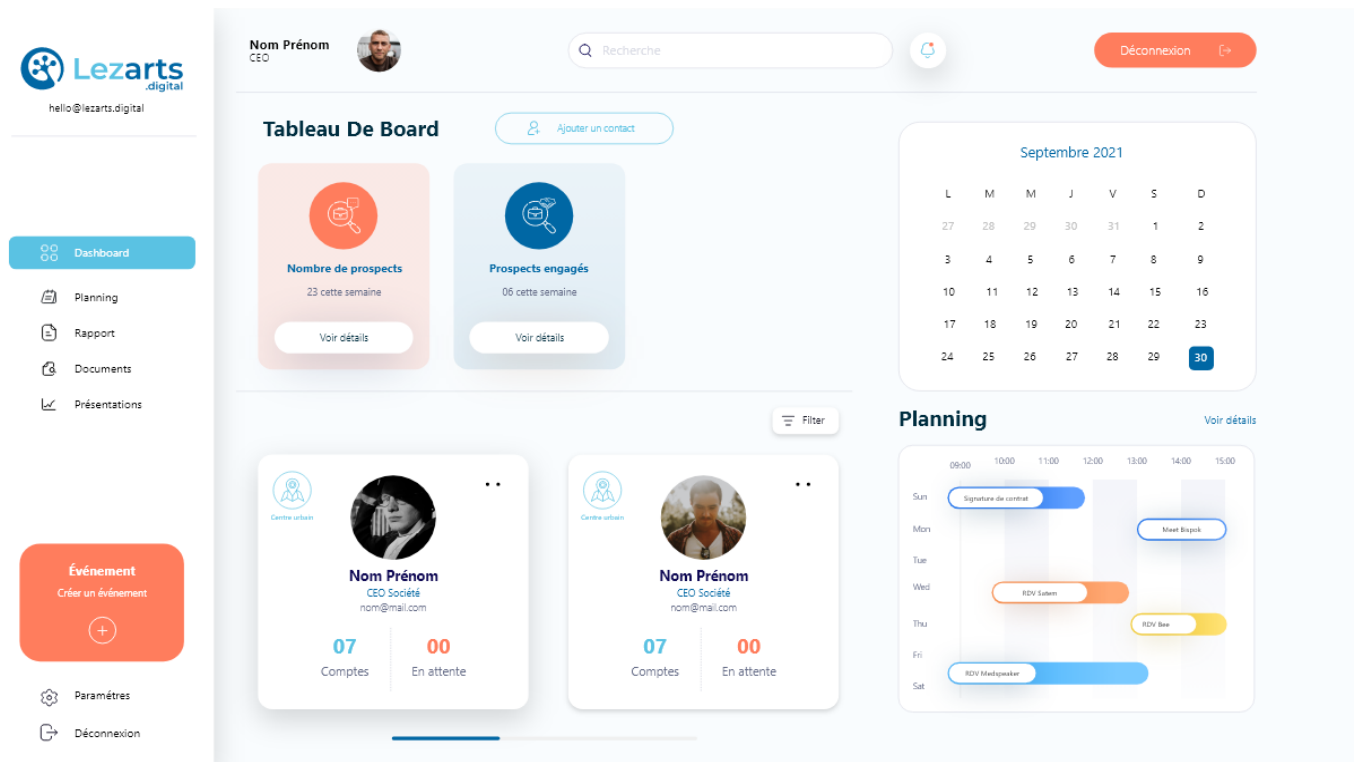 Lezarts
.digital
hello@lezarts.digital
Dashboard
Planning
Rapport
Documents
Présentations
Événement
Créer un événement
Paramétres
Déconnexion
Nom Prénom
CEO
Recherche
Déconnexion
Tableau De Board
Ajouter un contact
Nombre de prospects
23 cette semaine
Voir détails
Prospects engagés
06 cette semaine
Voir détails
Filter
Centre urbain
Nom Prénom
CEO Société
nom@mail.com
07 00
Comptes En attente
Centre urbain
Nom Prénom
CEO Société
nom@mail.com
07 00
Comptes En attente
Septembre 2021
L M M J V S D
27 28 29 30 31 1 2
3 4 5 6 7 8 9
10 11 12 13 14 15 16
17 18 19 20 21 22 23
24 25 26 27 28 29 30
Planning Voir détails
09:00 10:00 11:00 12:00 13:00 14:00 15:00
Sun Signature de contrat
Mon Meet Bispok
Tue
Wed RDV Satem
Thu RDV Bee
Fri
RDV Medspeaker
Sat